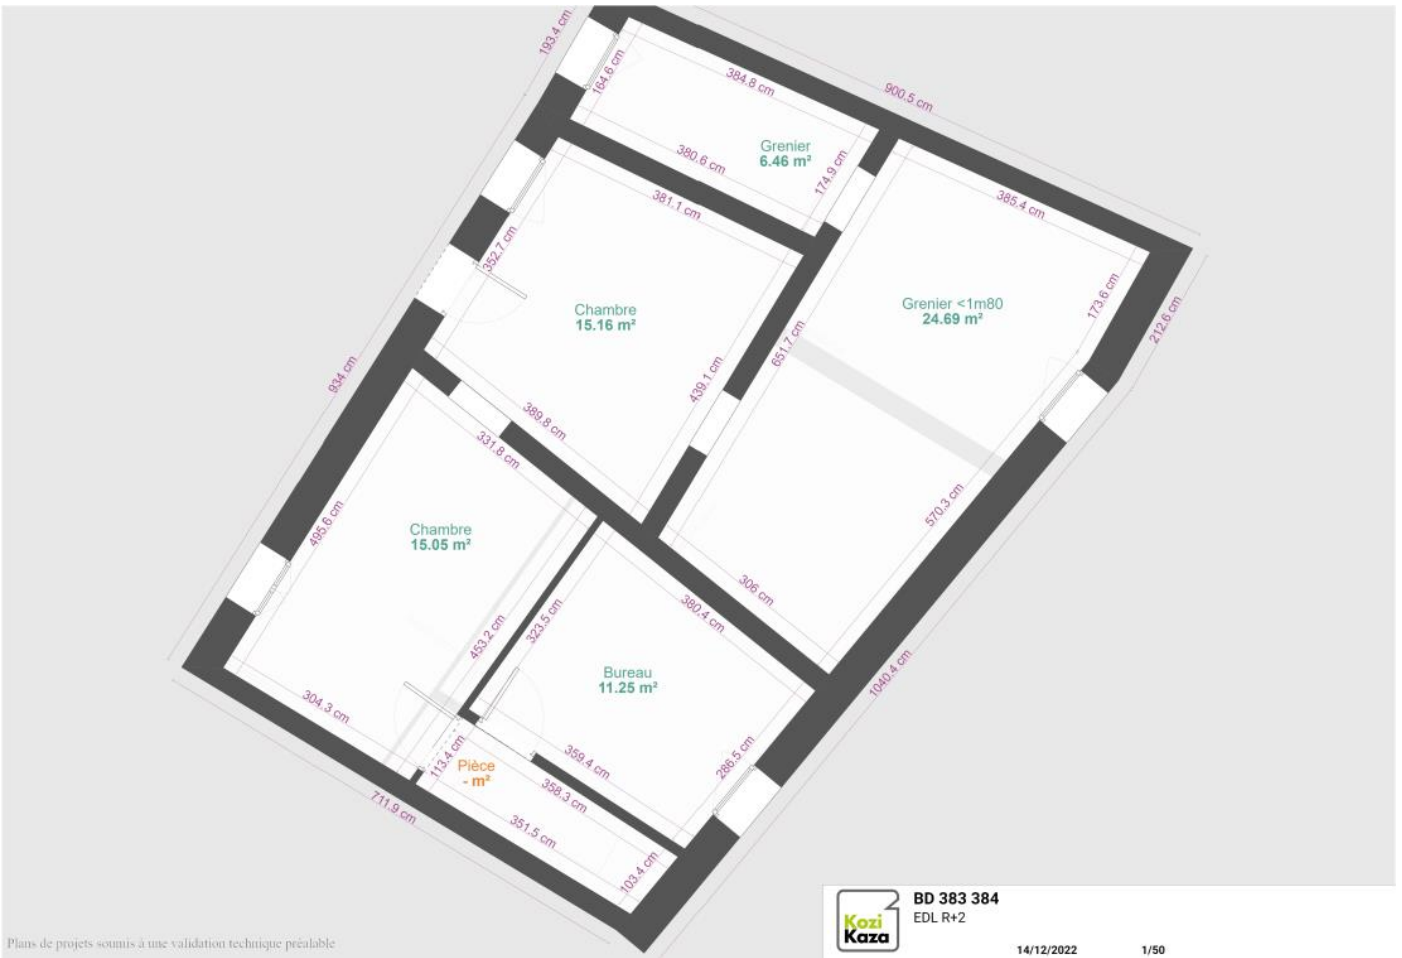 193.4 cm
164.6 cm
384.8 cm
900.5 cm
Grenier
6.46 m²
380.6 cm
174.9 cm
381.1 cm
385.4 cm
352.7 cm
173.6 cm
212.6 cm
Chambre
15.16 m²
Grenier <1m80
24.69 m²
651.7 cm
934 cm
439.1 cm
389.8 cm
331.8 cm
495.6 cm
Chambre
15.05 m²
570.3 cm
306 cm
380.4 cm
323.5 cm
453.2 cm
Bureau
11.25 m²
1040.4 cm
304.3 cm
113.4 cm
Pièce
- m²
359.4 cm
286.5 cm
358.3 cm
711.9 cm
351.5 cm
103.4 cm
Kozi
Kaza
BD 383 384
EDL R+2
14/12/2022 1/50
Plans de projets soumis à une validation technique préalable